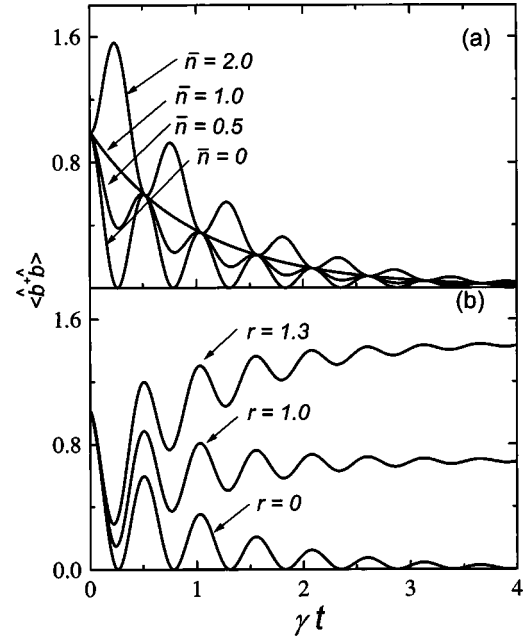 1.6
(a)
n̄ = 2.0
n̄ = 1.0
n̄ = 0.5
n̄ = 0
0.8
<b̂⁺b̂>
(b)
1.6
r = 1.3
0.8
r = 1.0
r = 0
0.0
0 1 2 3 4
γ t